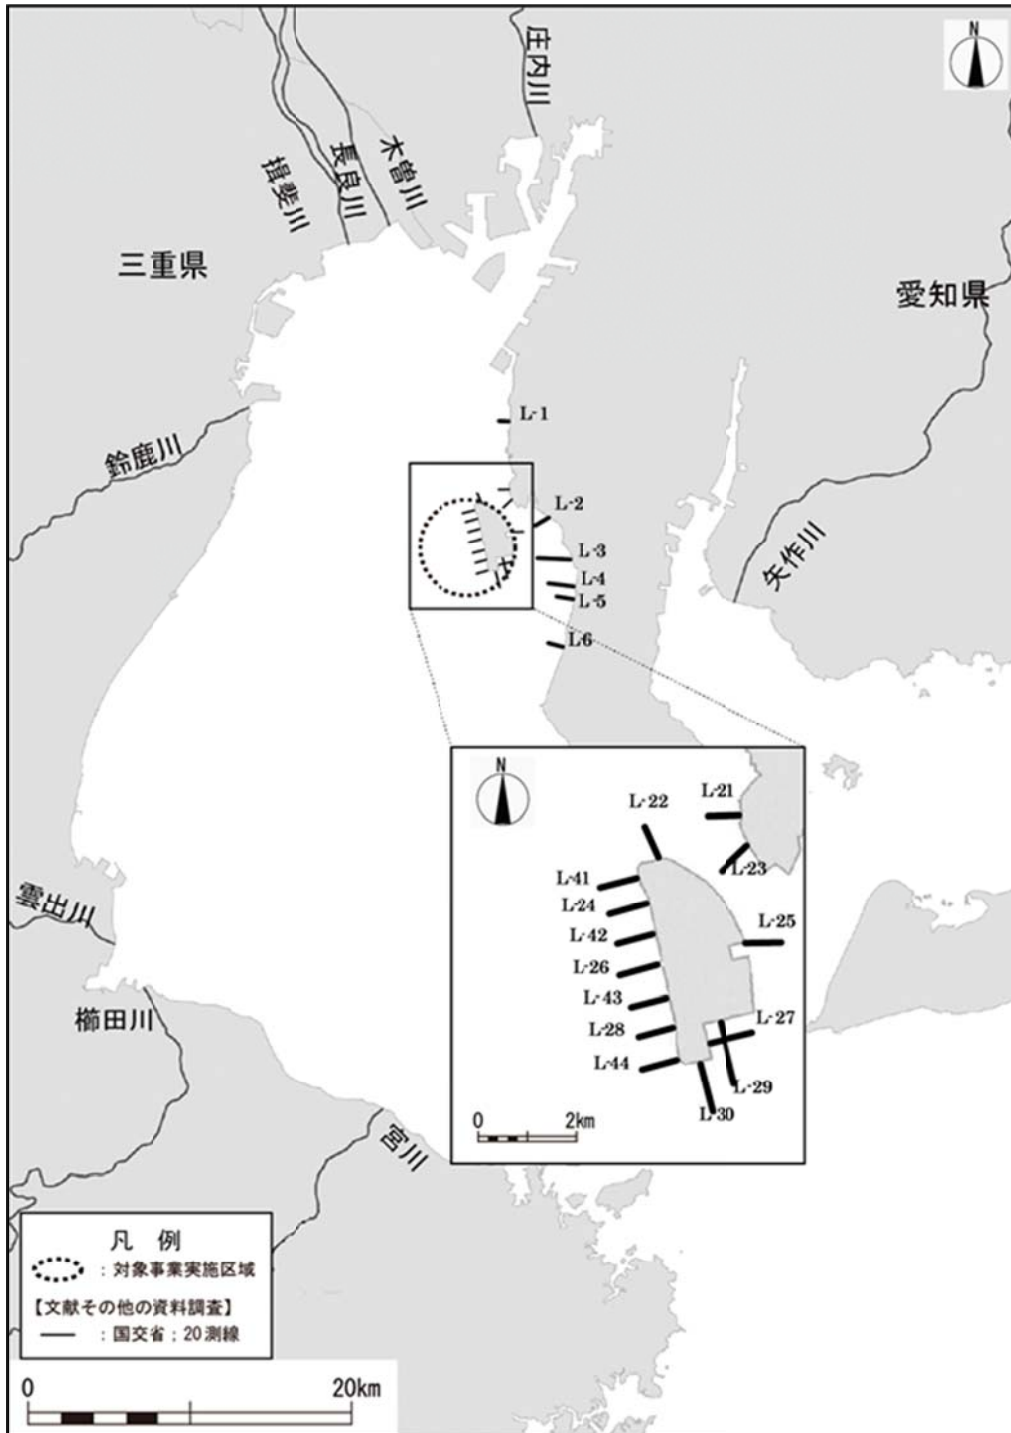 N
庄内川
木曽川
長良川
揖斐川
三重県
愛知県
L-1
鈴鹿川
L-2
L-3
L-4
L-5
L6
矢作川
N
L-22
L-21
L-23
L-41
L-24
L-42
L-25
L-26
L-43
L-28
L-27
L-44
L-29
L-30
0 2km
雲出川
櫛田川
宮川
凡 例
:対象事業実施区域
【文献その他の資料調査】
:国交省;20測線
0 20km